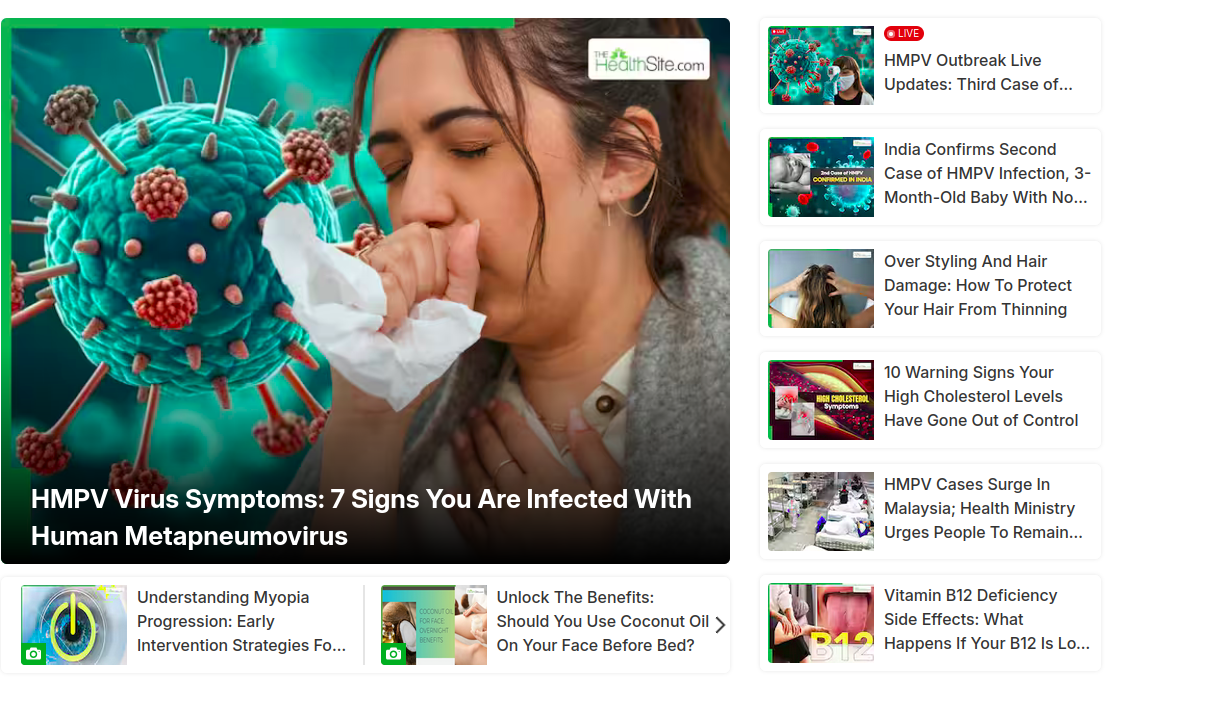 THE
HealthSite.com
HMPV Virus Symptoms: 7 Signs You Are Infected With
Human Metapneumovirus
Understanding Myopia
Progression: Early
Intervention Strategies Fo...
COCONUT OIL
FOR FACE
OVERNIGHT
BENEFITS
Unlock The Benefits:
Should You Use Coconut Oil
On Your Face Before Bed?
LIVE
LIVE
HMPV Outbreak Live
Updates: Third Case of...
2nd Case of HMPV
CONFIRMED IN INDIA
India Confirms Second
Case of HMPV Infection, 3-
Month-Old Baby With No...
Over Styling And Hair
Damage: How To Protect
Your Hair From Thinning
HIGH CHOLESTEROL
Symptoms
10 Warning Signs Your
High Cholesterol Levels
Have Gone Out of Control
HMPV Cases Surge In
Malaysia; Health Ministry
Urges People To Remain...
B12
Vitamin B12 Deficiency
Side Effects: What
Happens If Your B12 Is Lo...